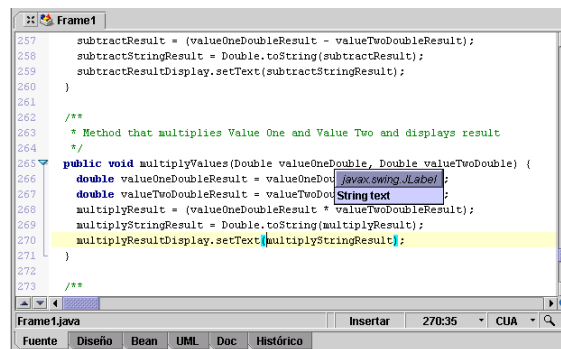 Frame1
257 subtractResult = (valueOneDoubleResult - valueTwoDoubleResult);
258 subtractStringResult = Double.toString(subtractResult);
259 subtractResultDisplay.setText(subtractStringResult);
260 }
261
262 /**
263 * Method that multiplies Value One and Value Two and displays result
264 */
265 public void multiplyValues(Double valueOneDouble, Double valueTwoDouble) {
266 double valueOneDoubleResult = valueOneDou javax.swing.JLabel ;
267 double valueTwoDoubleResult = valueTwoDou String text ;
268 multiplyResult = (valueOneDoubleResult * valueTwoDoubleResult);
269 multiplyStringResult = Double.toString(multiplyResult);
270 multiplyResultDisplay.setText(multiplyStringResult);
271 }
272
273 /**
Frame1.java Insertar 270:35 CUA
Fuente Diseño Bean UML Doc Histórico